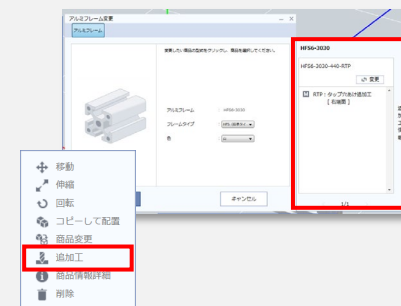 アルミフレーム変更
アルミフレーム
変更したい商品の型式をクリックし、商品を選択してください。
アルミフレーム : HFS6-3030
フレームタイプ :
色 :
キャンセル
HFS6-3030
HFS6-3030-440-RTP
変更
RTP：タップ穴あけ追加工
[ 右端面 ]
1/1
移動
伸縮
回転
コピーして配置
商品変更
追加工
商品情報詳細
削除